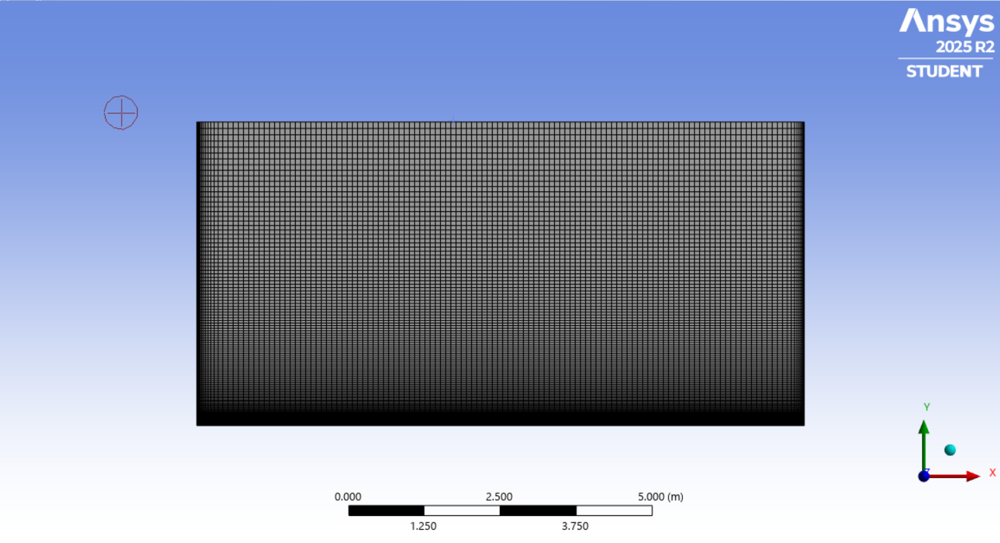 Ansys
2025 R2
STUDENT
Y
Z
X
0.000 2.500 5.000 (m)
1.250 3.750